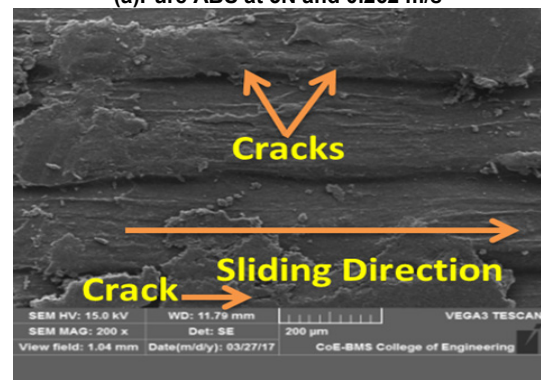 (a).Pure ABS at 5N and 0.262 m/s
Cracks
Sliding Direction
Crack
SEM HV: 15.0 kV WD: 11.79 mm VEGA3 TESCAN
SEM MAG: 200 x Det: SE 200 µm
View field: 1.04 mm Date(m/d/y): 03/27/17 CoE-BMS College of Engineering